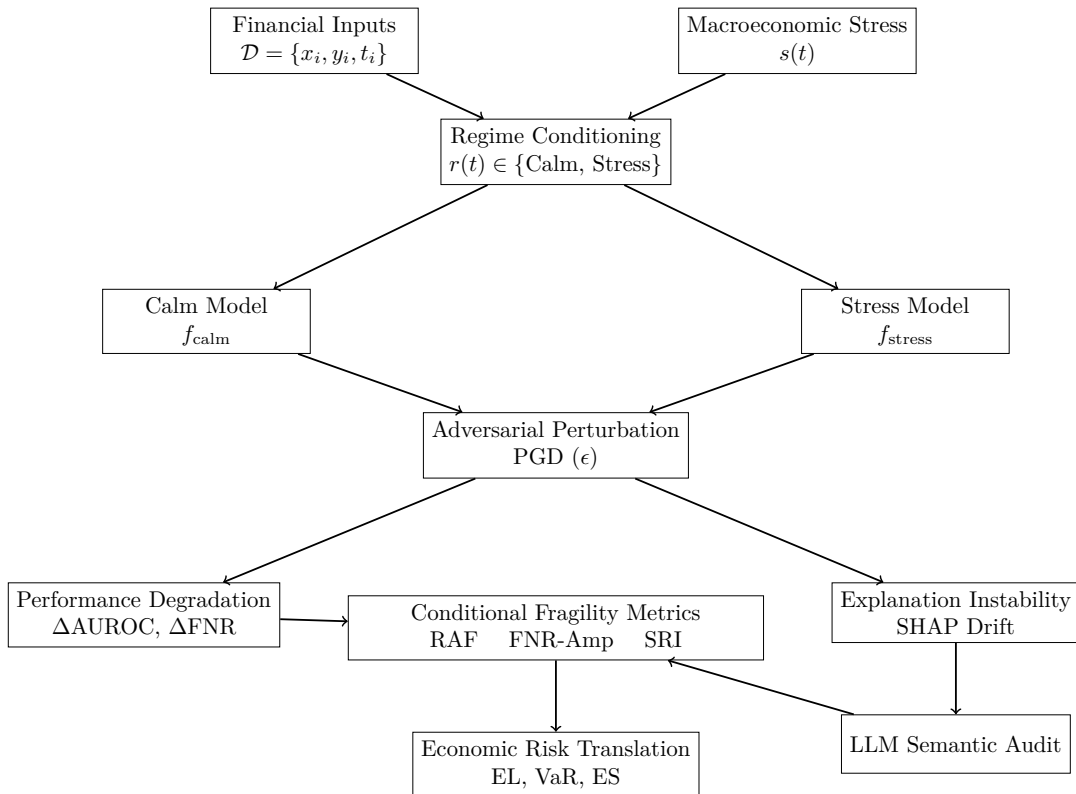 Financial Inputs
𝒟 = {xᵢ, yᵢ, tᵢ}
Macroeconomic Stress
s(t)
Regime Conditioning
r(t) ∈ {Calm, Stress}
Calm Model
f_calm
Stress Model
f_stress
Adversarial Perturbation
PGD (ϵ)
Performance Degradation
ΔAUROC, ΔFNR
Conditional Fragility Metrics
RAF FNR-Amp SRI
Explanation Instability
SHAP Drift
Economic Risk Translation
EL, VaR, ES
LLM Semantic Audit